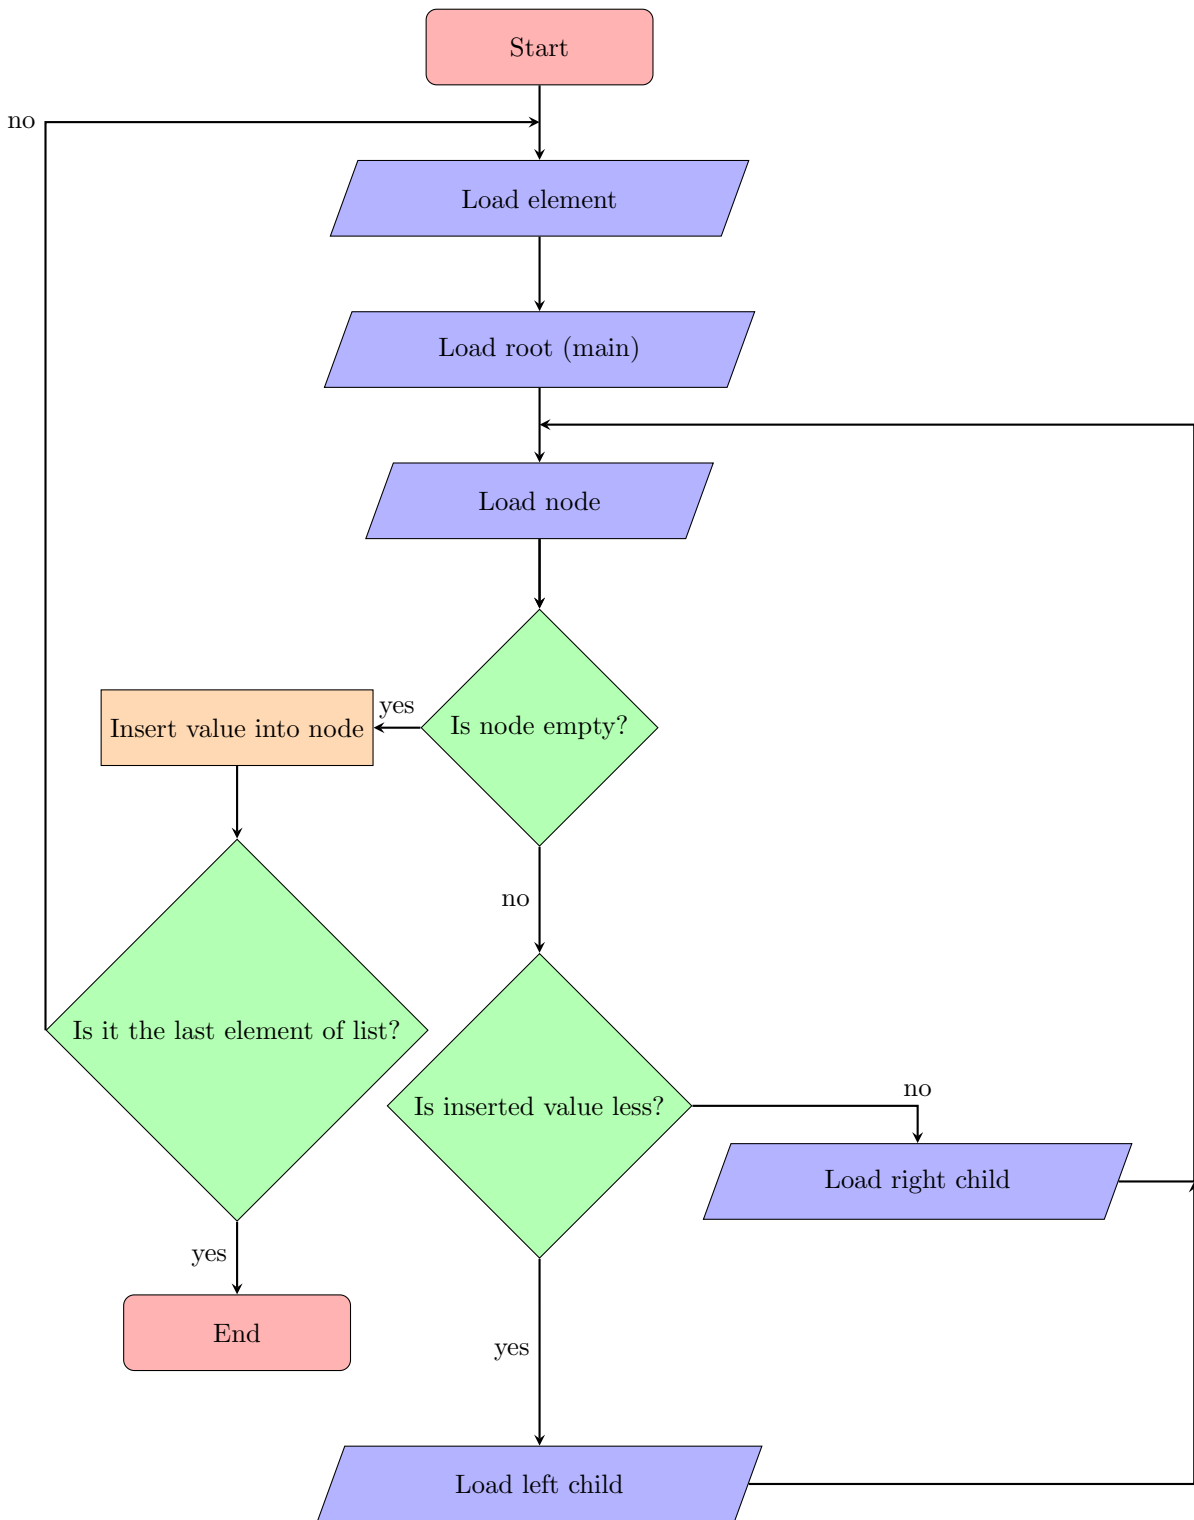 Start
no
Load element
Load root (main)
Load node
yes
Insert value into node
Is node empty?
no
Is it the last element of list?
Is inserted value less?
no
Load right child
yes
End
yes
Load left child